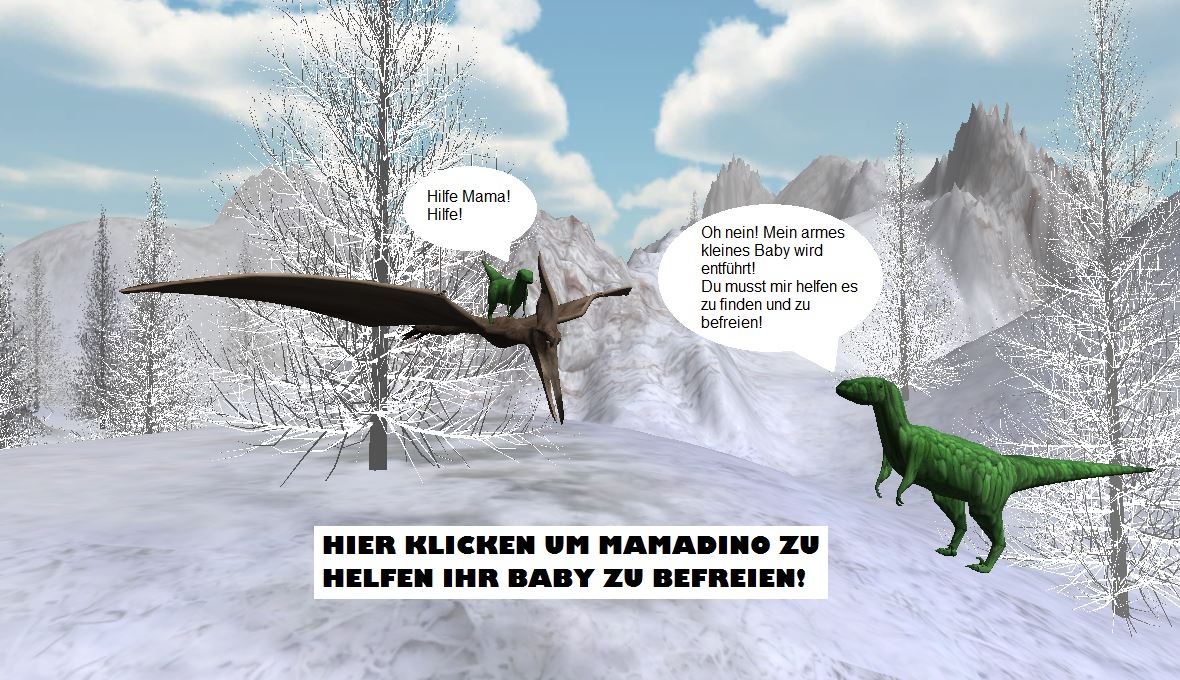 Hilfe Mama!
Hilfe!
Oh nein! Mein armes
kleines Baby wird
entführt!
Du musst mir helfen es
zu finden und zu
befreien!
HIER KLICKEN UM MAMADINO ZU
HELFEN IHR BABY ZU BEFREIEN!